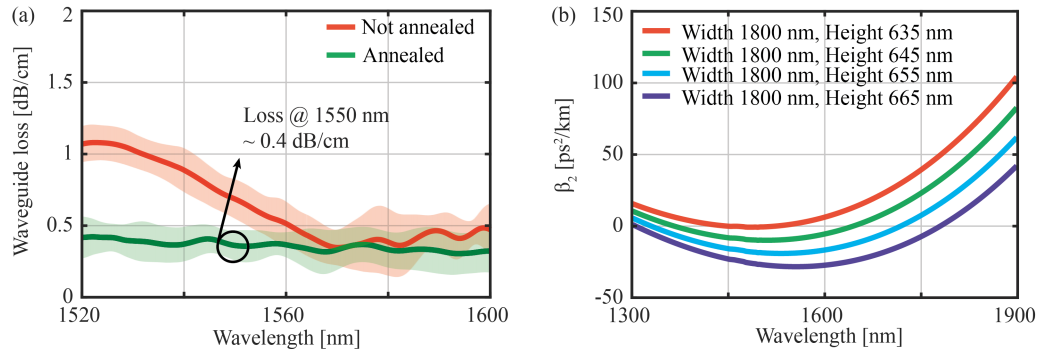 (a)
Waveguide loss [dB/cm]
2
1.5
1
0.5
0
Not annealed
Annealed
Loss @ 1550 nm
~ 0.4 dB/cm
1520
1560
1600
Wavelength [nm]
(b)
β2 [ps²/km]
150
100
50
0
-50
Width 1800 nm, Height 635 nm
Width 1800 nm, Height 645 nm
Width 1800 nm, Height 655 nm
Width 1800 nm, Height 665 nm
1300
1600
1900
Wavelength [nm]